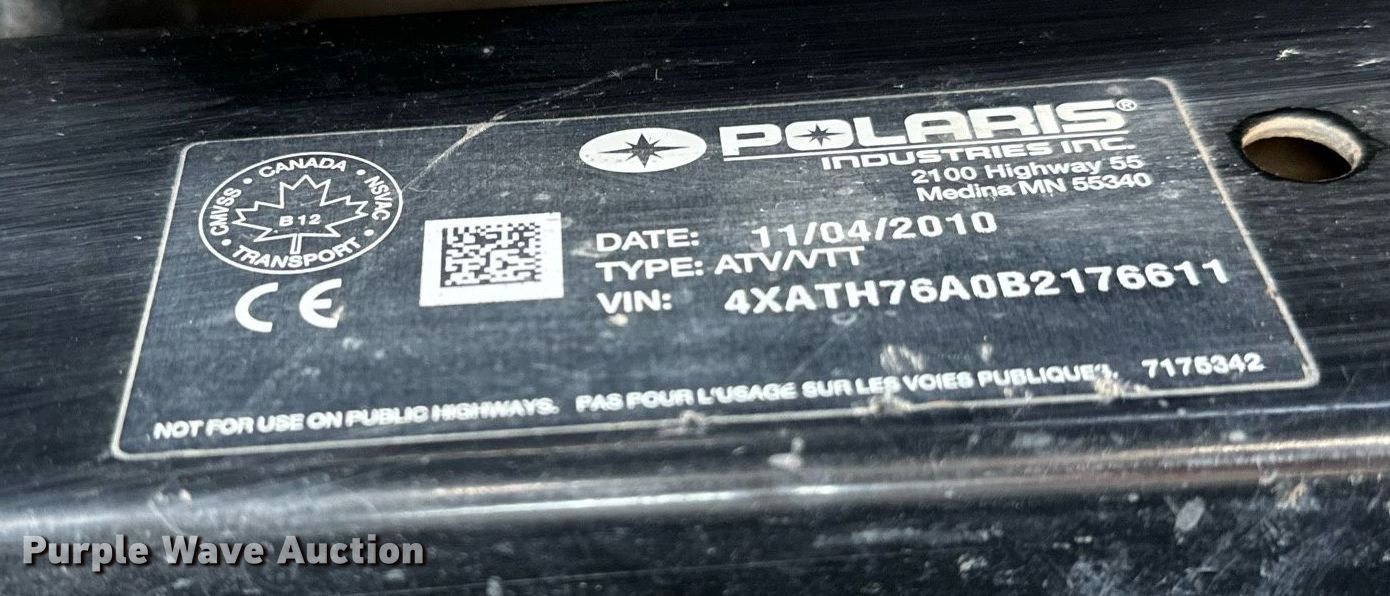 POLARIS®
INDUSTRIES INC.
2100 Highway 55
Medina MN 55340
CANADA • NSVAC • TRANSPORT • CMVSS •
B12
CE
DATE: 11/04/2010
TYPE: ATV/VTT
VIN: 4XATH76A0B2176611
NOT FOR USE ON PUBLIC HIGHWAYS. PAS POUR L'USAGE SUR LES VOIES PUBLIQUES. 7175342
Purple Wave Auction